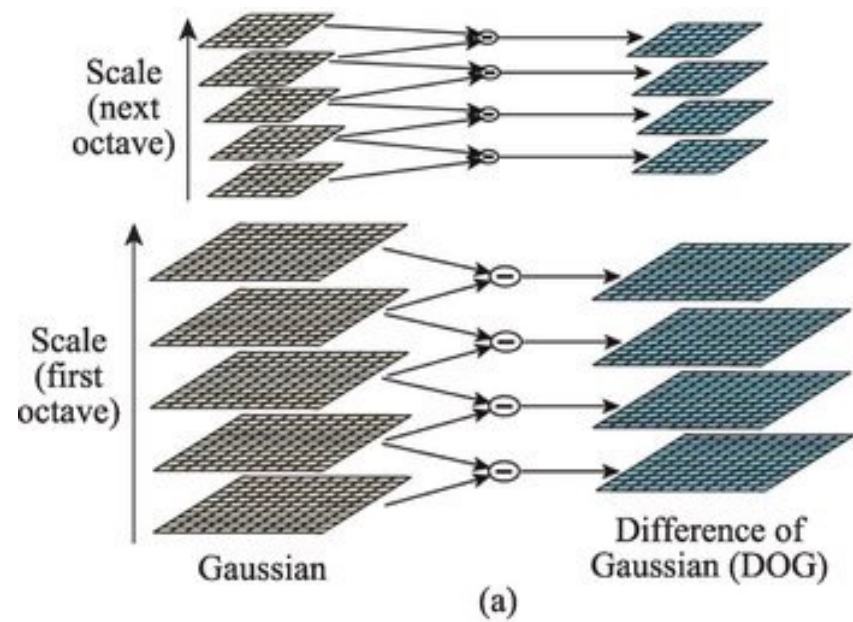 Scale
(next
octave)
Scale
(first
octave)
Gaussian
Difference of
Gaussian (DOG)
(a)